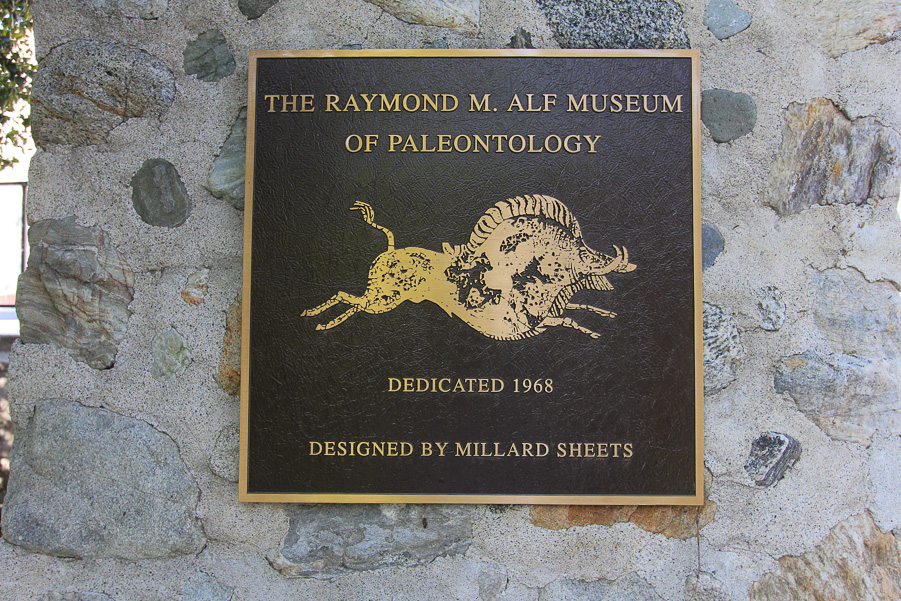 THE RAYMOND M. ALF MUSEUM
OF PALEONTOLOGY
DEDICATED 1968
DESIGNED BY MILLARD SHEETS